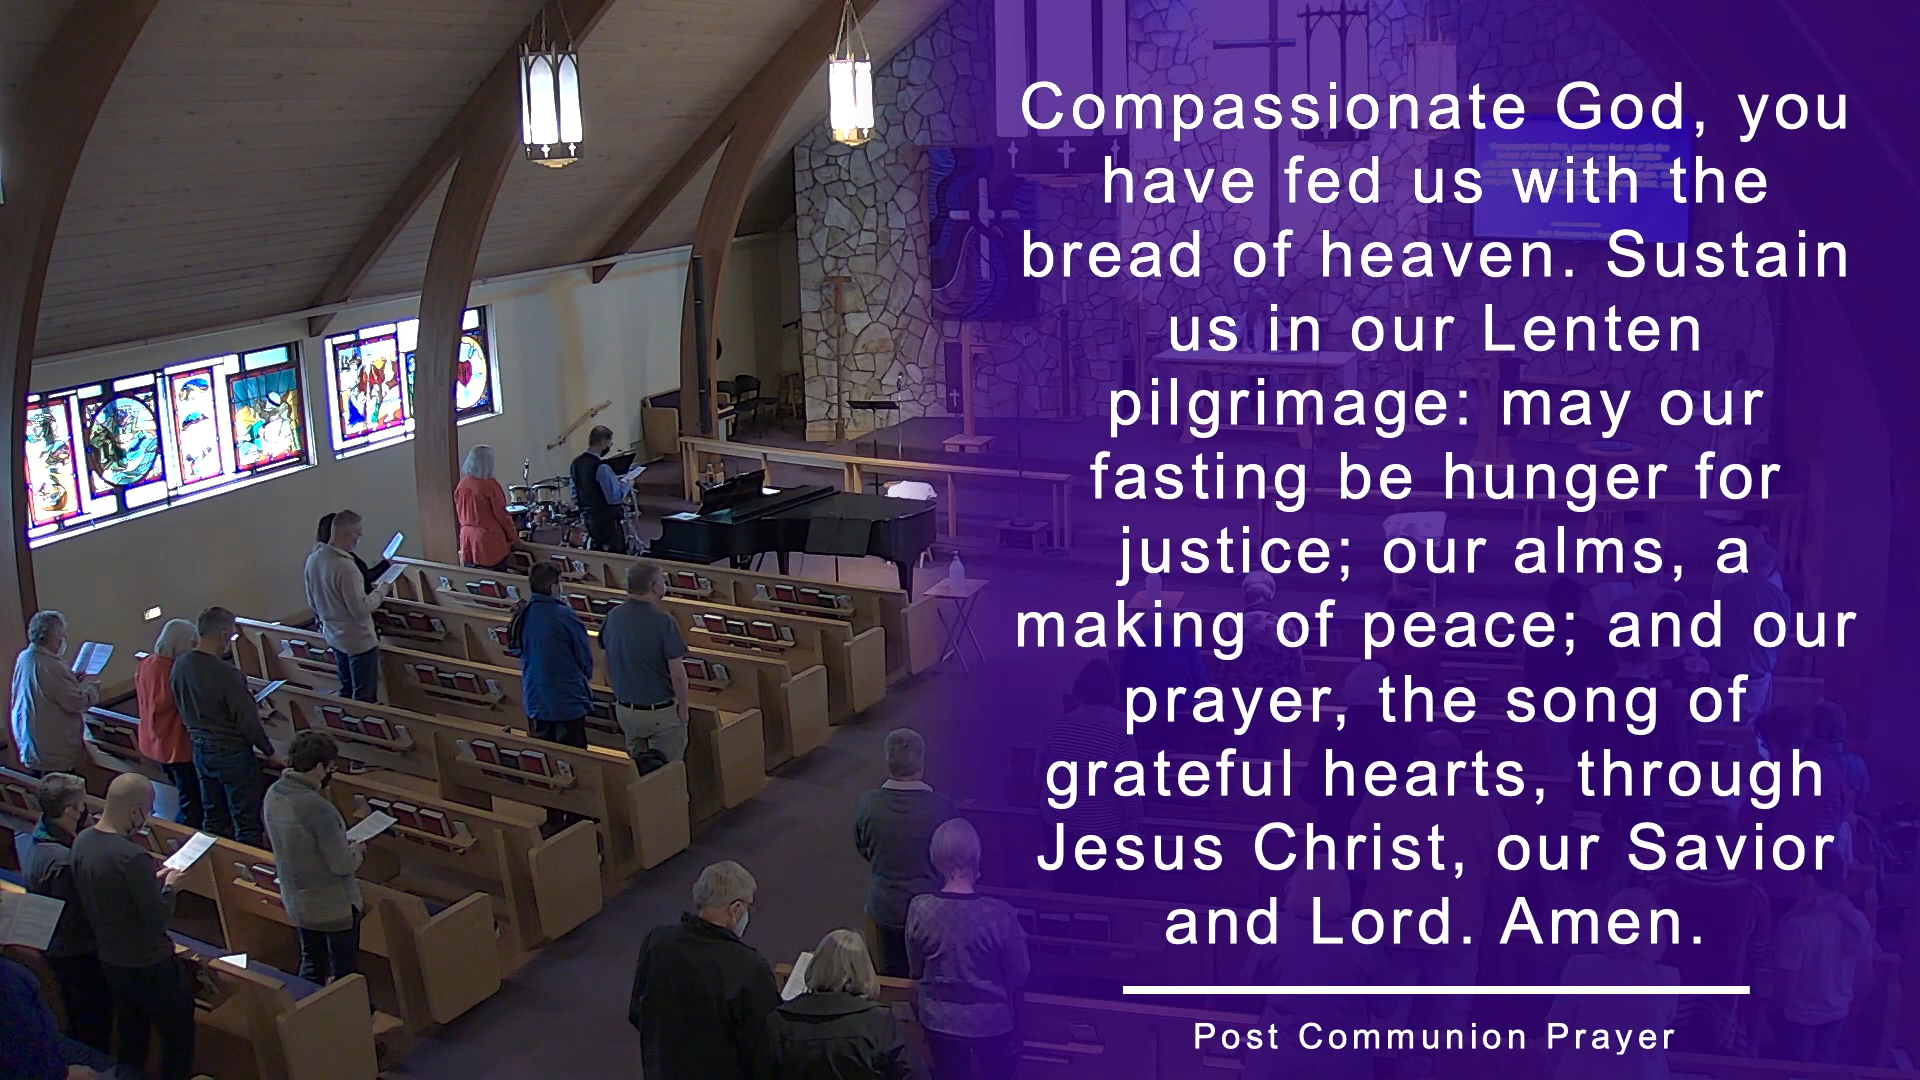 Compassionate God, you
have fed us with the
bread of heaven. Sustain
us in our Lenten
pilgrimage: may our
fasting be hunger for
justice; our alms, a
making of peace; and our
prayer, the song of
grateful hearts, through
Jesus Christ, our Savior
and Lord. Amen.
Post Communion Prayer